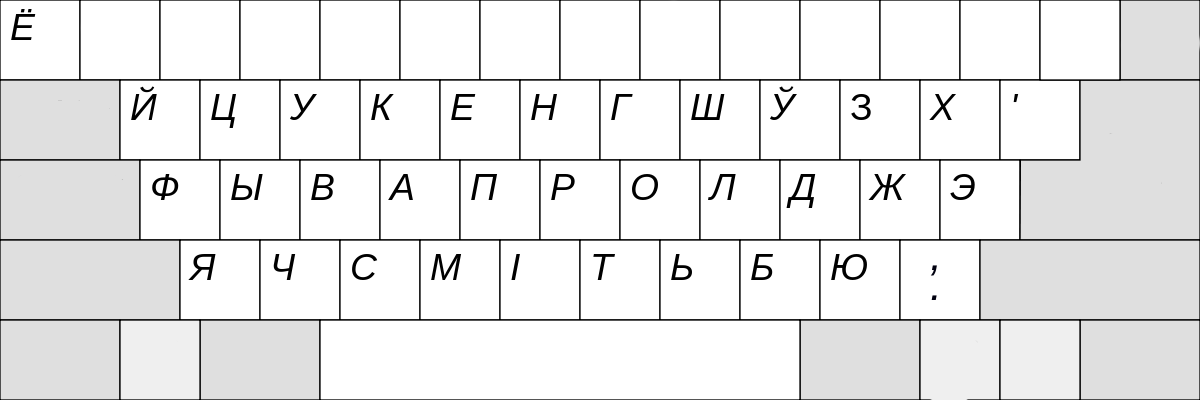 Ё
Й Ц У К Е Н Г Ш Ў З Х '
Ф Ы В А П Р О Л Д Ж Э
Я Ч С М І Т Ь Б Ю ,
.